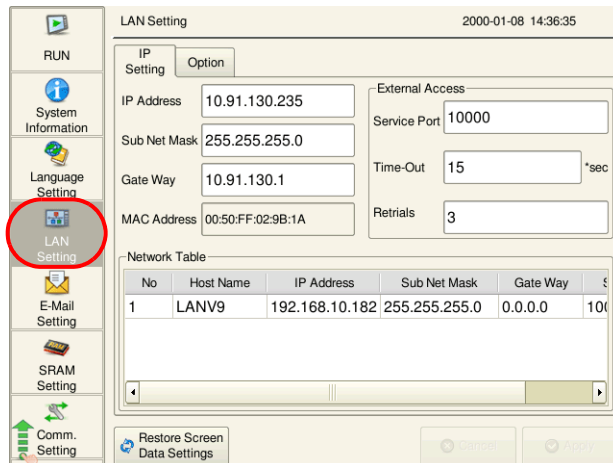 LAN Setting 2000-01-08 14:36:35
RUN
System
Information
Language
Setting
LAN
Setting
E-Mail
Setting
SRAM
Setting
Comm.
Setting
IP
Setting
Option
IP Address 10.91.130.235
Sub Net Mask 255.255.255.0
Gate Way 10.91.130.1
MAC Address 00:50:FF:02:9B:1A
External Access
Service Port 10000
Time-Out 15 *sec
Retrials 3
Network Table
No Host Name IP Address Sub Net Mask Gate Way
1 LANV9 192.168.10.182 255.255.255.0 0.0.0.0
Restore Screen
Data Settings
Cancel Apply